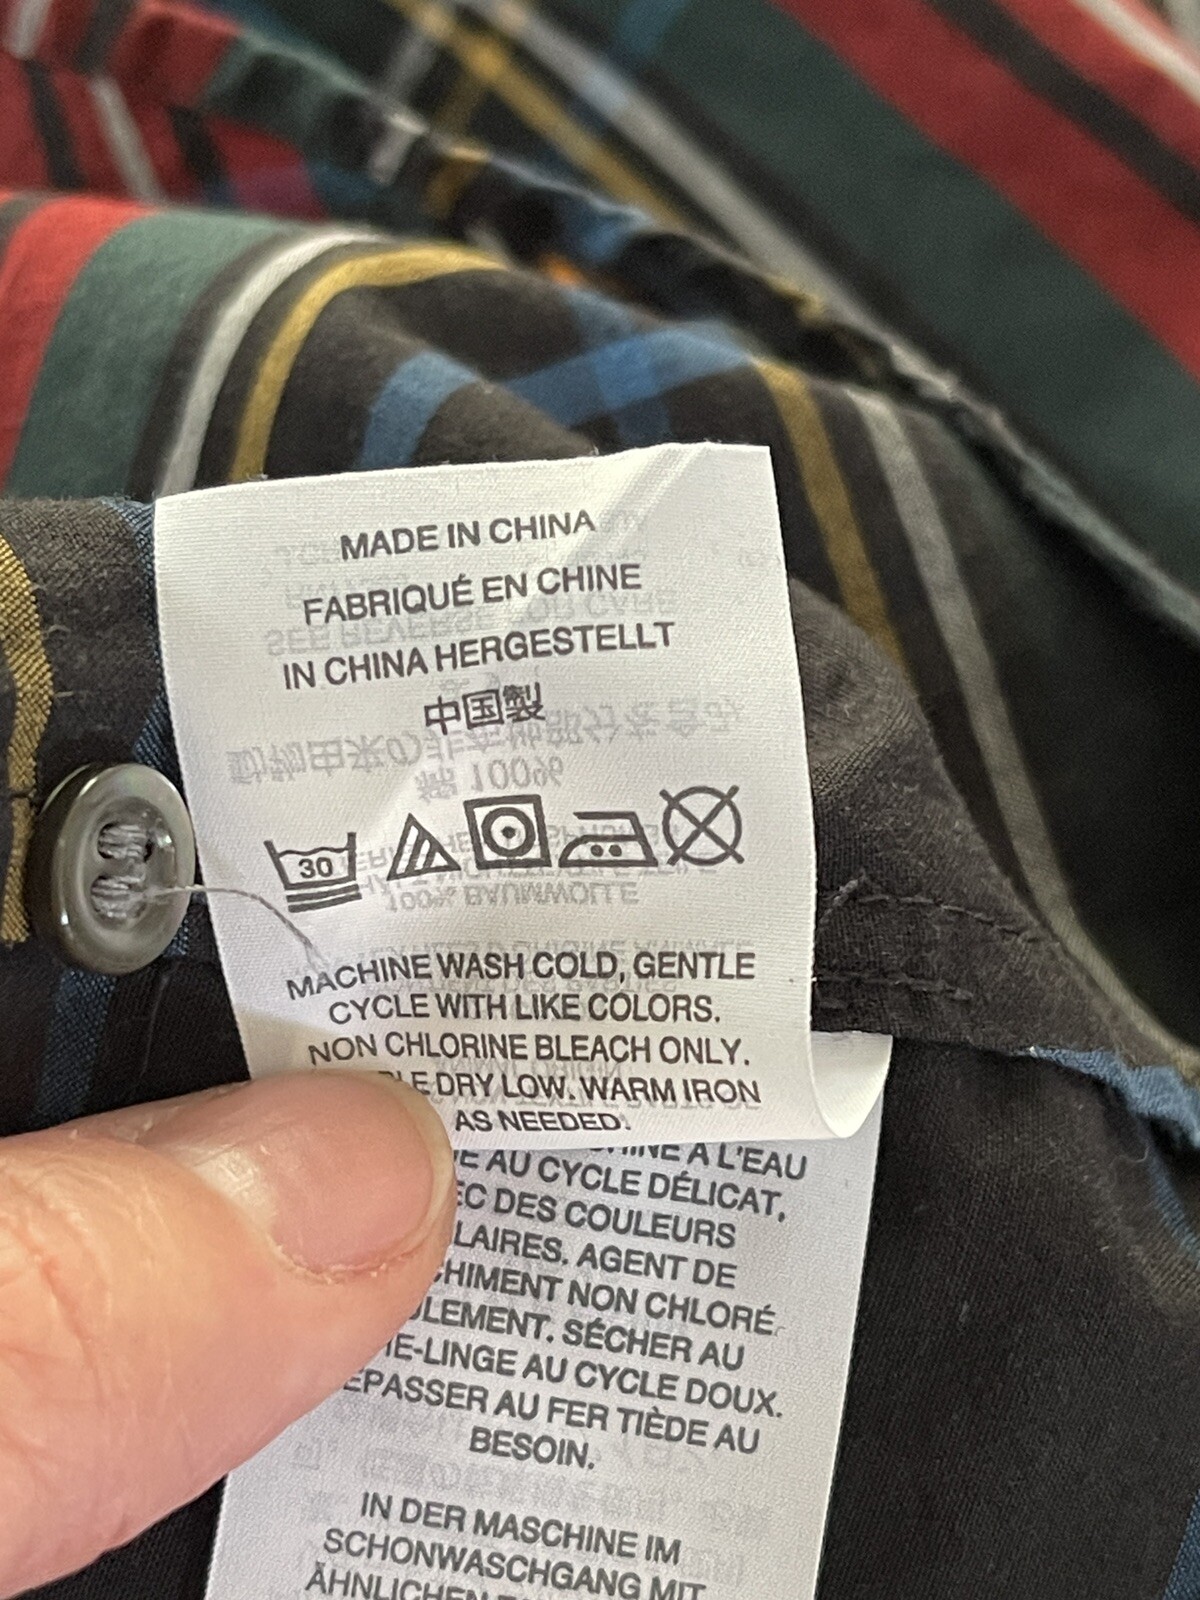 MADE IN CHINA
FABRIQUÉ EN CHINE
IN CHINA HERGESTELLT
中国製
30
MACHINE WASH COLD, GENTLE
CYCLE WITH LIKE COLORS.
NON CHLORINE BLEACH ONLY.
DRY LOW. WARM IRON
AS NEEDED.
À L'EAU
AU CYCLE DÉLICAT,
DES COULEURS
AGENT DE
NON CHLORÉ
SÉCHER AU
AU CYCLE DOUX.
AU FER TIÈDE AU
BESOIN.
IN DER MASCHINE IM
SCHONWASCHGANG MIT
ÄHNLICHEN